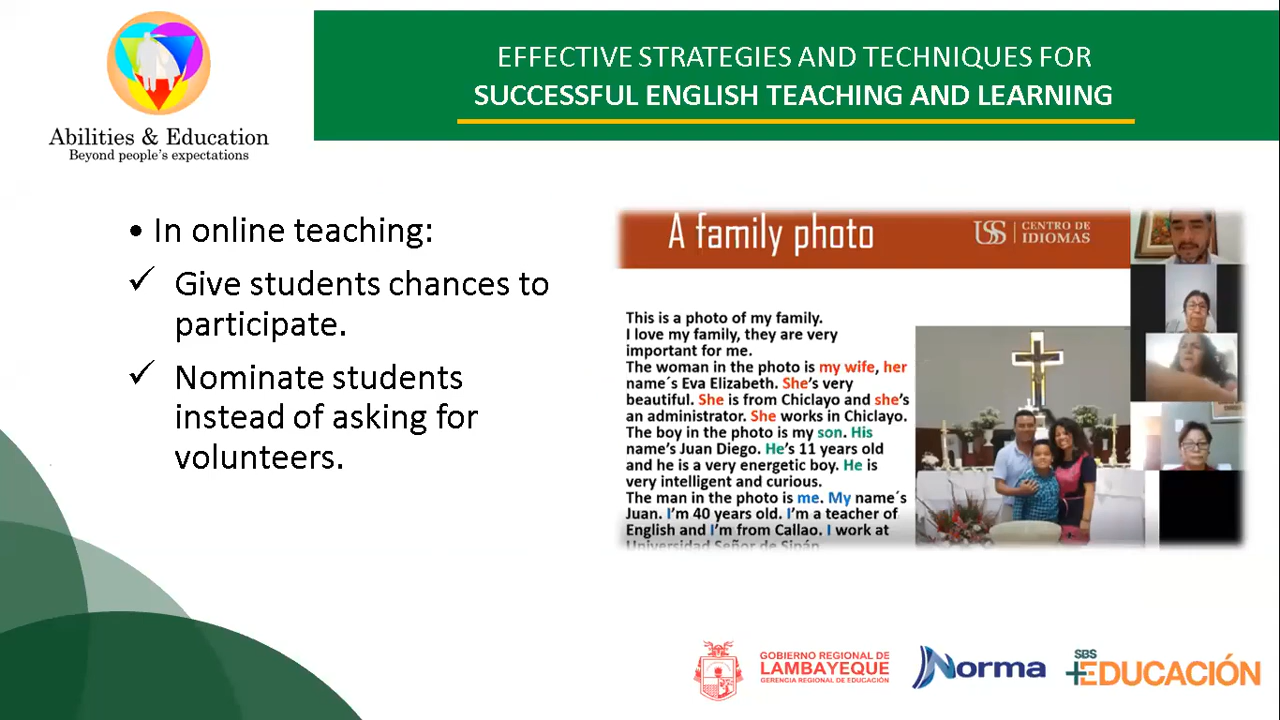 Abilities & Education
Beyond people's expectations
EFFECTIVE STRATEGIES AND TECHNIQUES FOR
SUCCESSFUL ENGLISH TEACHING AND LEARNING
• In online teaching:
✓ Give students chances to
participate.
✓ Nominate students
instead of asking for
volunteers.
A family photo
USS | CENTRO DE
IDIOMAS
This is a photo of my family.
I love my family, they are very
important for me.
The woman in the photo is my wife, her
name´s Eva Elizabeth. She's very
beautiful. She is from Chiclayo and she's
an administrator. She works in Chiclayo.
The boy in the photo is my son. His
name's Juan Diego. He's 11 years old
and he is a very energetic boy. He is
very intelligent and curious.
The man in the photo is me. My name´s
Juan. I'm 40 years old. I'm a teacher of
English and I'm from Callao. I work at
Universidad Señor de Sipán
GOBIERNO REGIONAL DE
LAMBAYEQUE
GERENCIA REGIONAL DE EDUCACIÓN
Norma
SBS
EDUCACIÓN